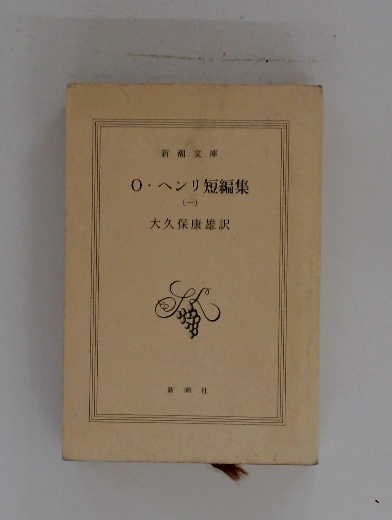 新潮文庫
O・ヘンリ短編集
(一)
大久保康雄訳
新潮社